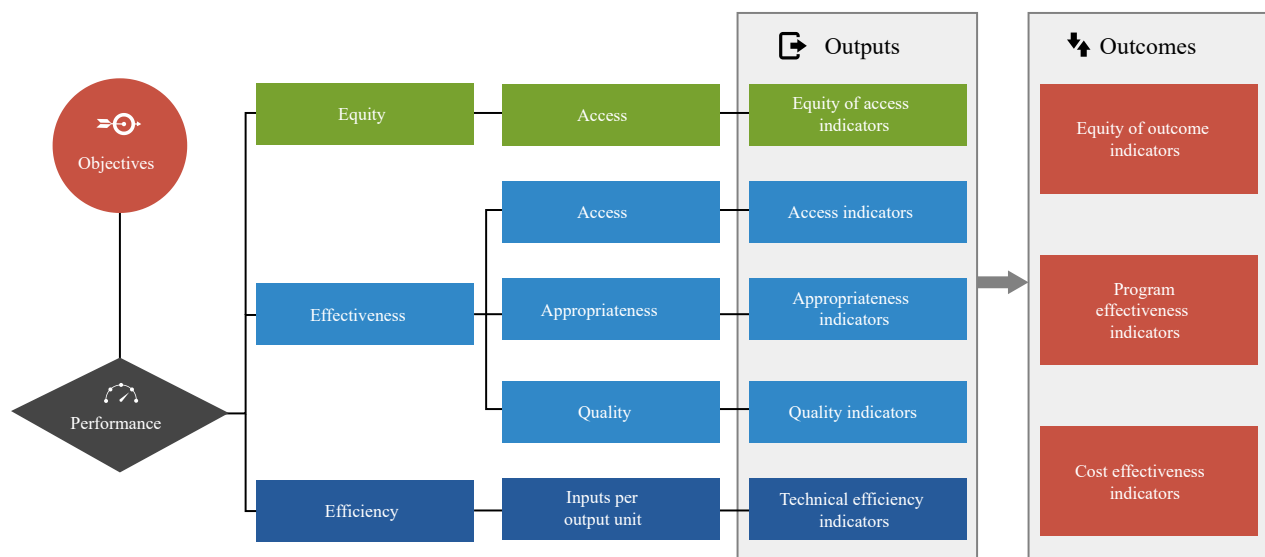 Outputs
Outcomes
Objectives
Equity
Access
Equity of access
indicators
Equity of outcome
indicators
Access
Access indicators
Effectiveness
Appropriateness
Appropriateness
indicators
Program
effectiveness
indicators
Performance
Quality
Quality indicators
Cost effectiveness
indicators
Efficiency
Inputs per
output unit
Technical efficiency
indicators